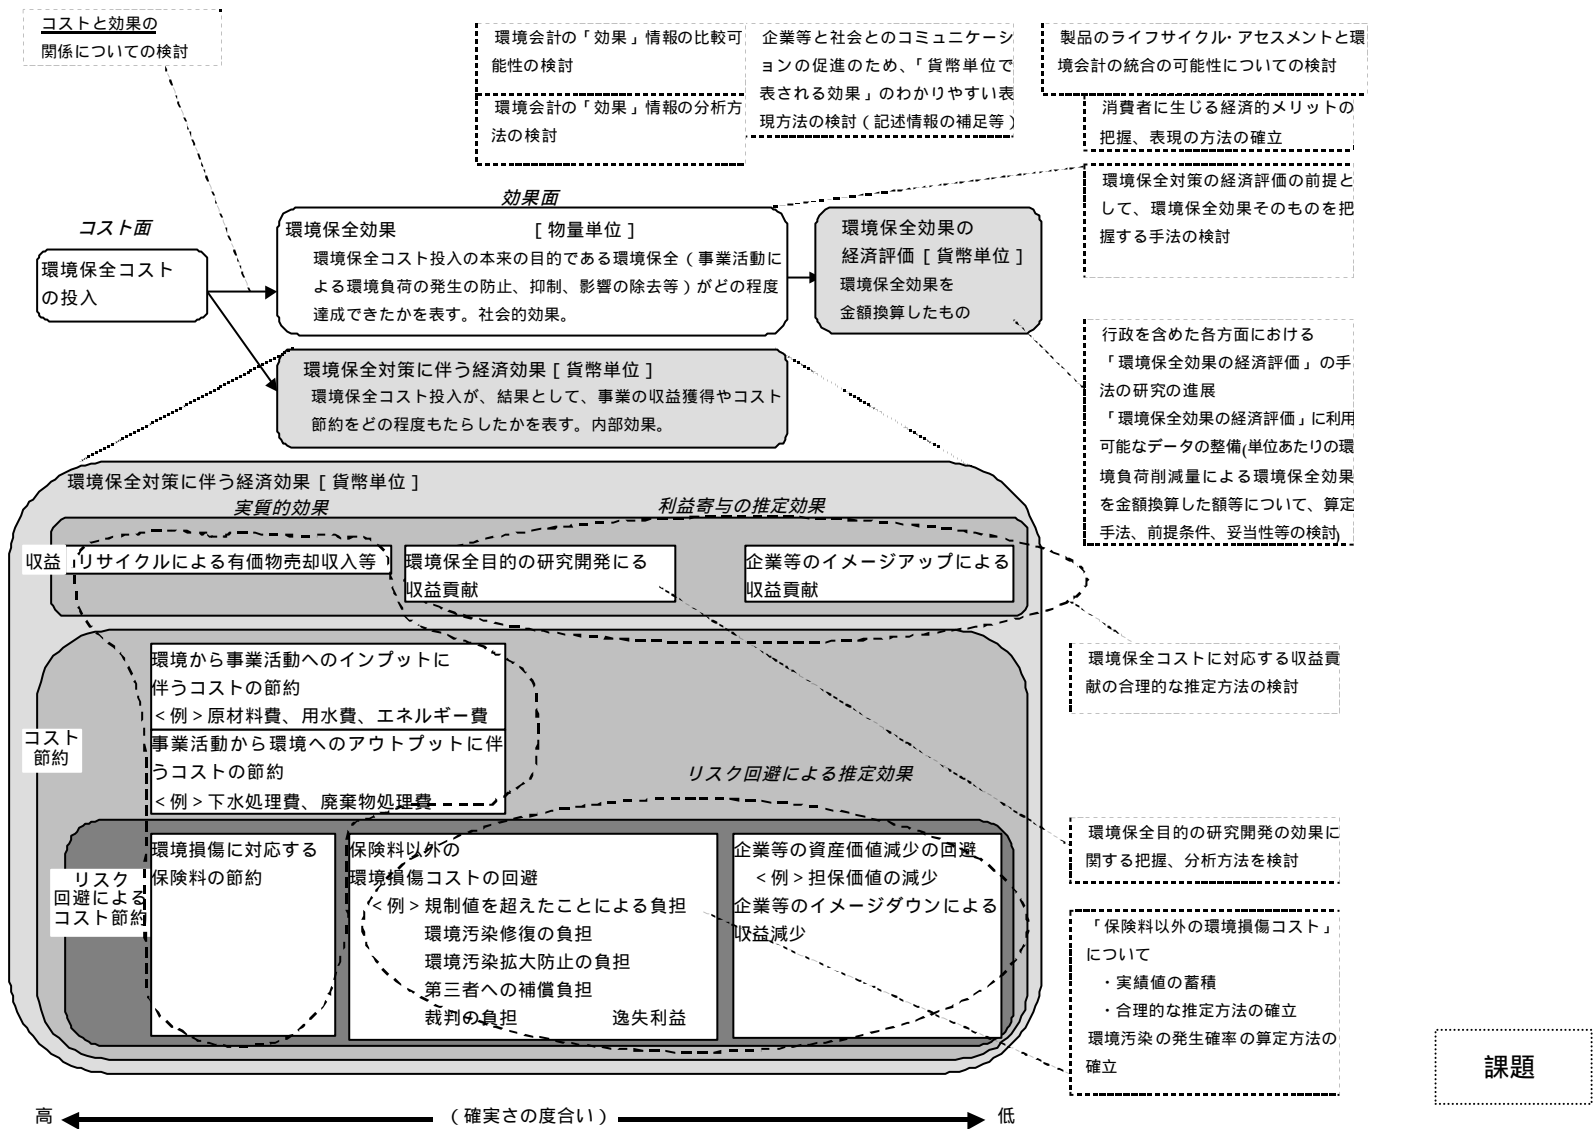 コストと効果の
関係についての検討
環境会計の「効果」情報の比較可
能性の検討
環境会計の「効果」情報の分析方
法の検討
企業等と社会とのコミュニケーシ
ョンの促進のため、「貨幣単位で
表される効果」のわかりやすい表
現方法の検討(記述情報の補足等)
製品のライフサイクル・アセスメントと環
境会計の統合の可能性についての検討
消費者に生じる経済的メリットの
把握、表現の方法の確立
環境保全対策の経済評価の前提と
して、環境保全効果そのものを把
握する手法の検討
効果面
コスト面
環境保全コスト
の投入
環境保全効果 [物量単位]
環境保全コスト投入の本来の目的である環境保全(事業活動に
よる環境負荷の発生の防止、抑制、影響の除去等)がどの程度
達成できたかを表す。社会的効果。
環境保全効果の
経済評価[貨幣単位]
環境保全効果を
金額換算したもの
環境保全対策に伴う経済効果[貨幣単位]
環境保全コスト投入が、結果として、事業の収益獲得やコスト
節約をどの程度もたらしたかを表す。内部効果。
行政を含めた各方面における
「環境保全効果の経済評価」の手
法の研究の進展
「環境保全効果の経済評価」に利用
可能なデータの整備(単位あたりの環
境負荷削減量による環境保全効果
を金額換算した額等について、算定
手法、前提条件、妥当性等の検討)
環境保全対策に伴う経済効果[貨幣単位]
実質的効果
利益寄与の推定効果
収益
リサイクルによる有価物売却収入等
環境保全目的の研究開発にる
収益貢献
企業等のイメージアップによる
収益貢献
環境保全コストに対応する収益貢
献の合理的な推定方法の検討
コスト
節約
環境から事業活動へのインプットに
伴うコストの節約
<例>原材料費、用水費、エネルギー費
事業活動から環境へのアウトプットに伴
うコストの節約
<例>下水処理費、廃棄物処理費
リスク回避による推定効果
環境保全目的の研究開発の効果に
関する把握、分析方法を検討
リスク
回避による
コスト節約
環境損傷に対応する
保険料の節約
保険料以外の
環境損傷コストの回避
<例>規制値を超えたことによる負担
環境汚染修復の負担
環境汚染拡大防止の負担
第三者への補償負担
裁判の負担 逸失利益
企業等の資産価値減少の回避
<例>担保価値の減少
企業等のイメージダウンによる
収益減少
「保険料以外の環境損傷コスト」
について
・実績値の蓄積
・合理的な推定方法の確立
環境汚染の発生確率の算定方法の
確立
課題
高 (確実さの度合い) 低